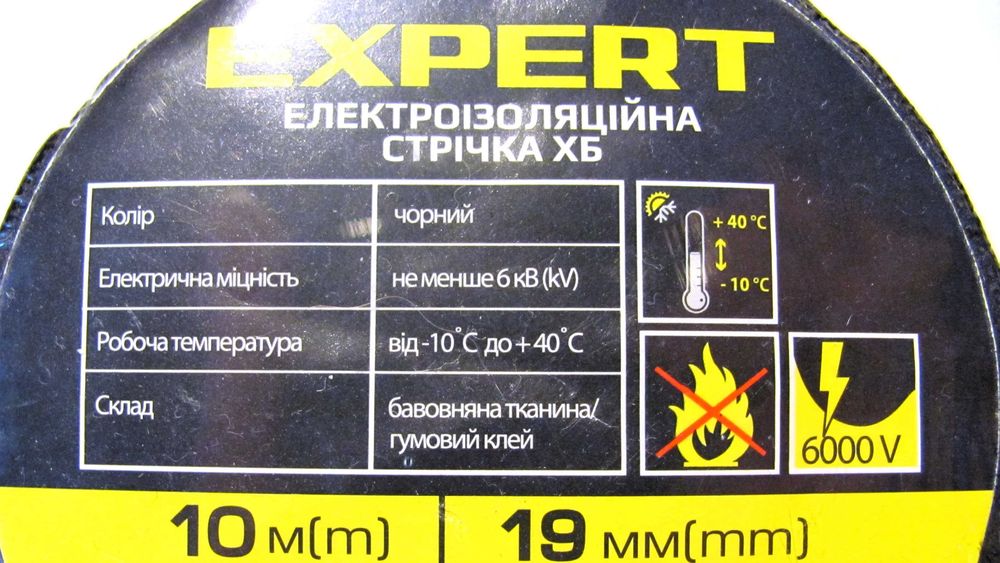 EXPERT
ЕЛЕКТРОІЗОЛЯЦІЙНА
СТРІЧКА ХБ
Колір чорний
Електрична міцність не менше 6 кВ (kV)
Робоча температура від -10˚C до + 40˚C
Склад бавовняна тканина/
гумовий клей
+ 40 °C
- 10 °C
6000 V
10 м(m) 19 мм(mm)